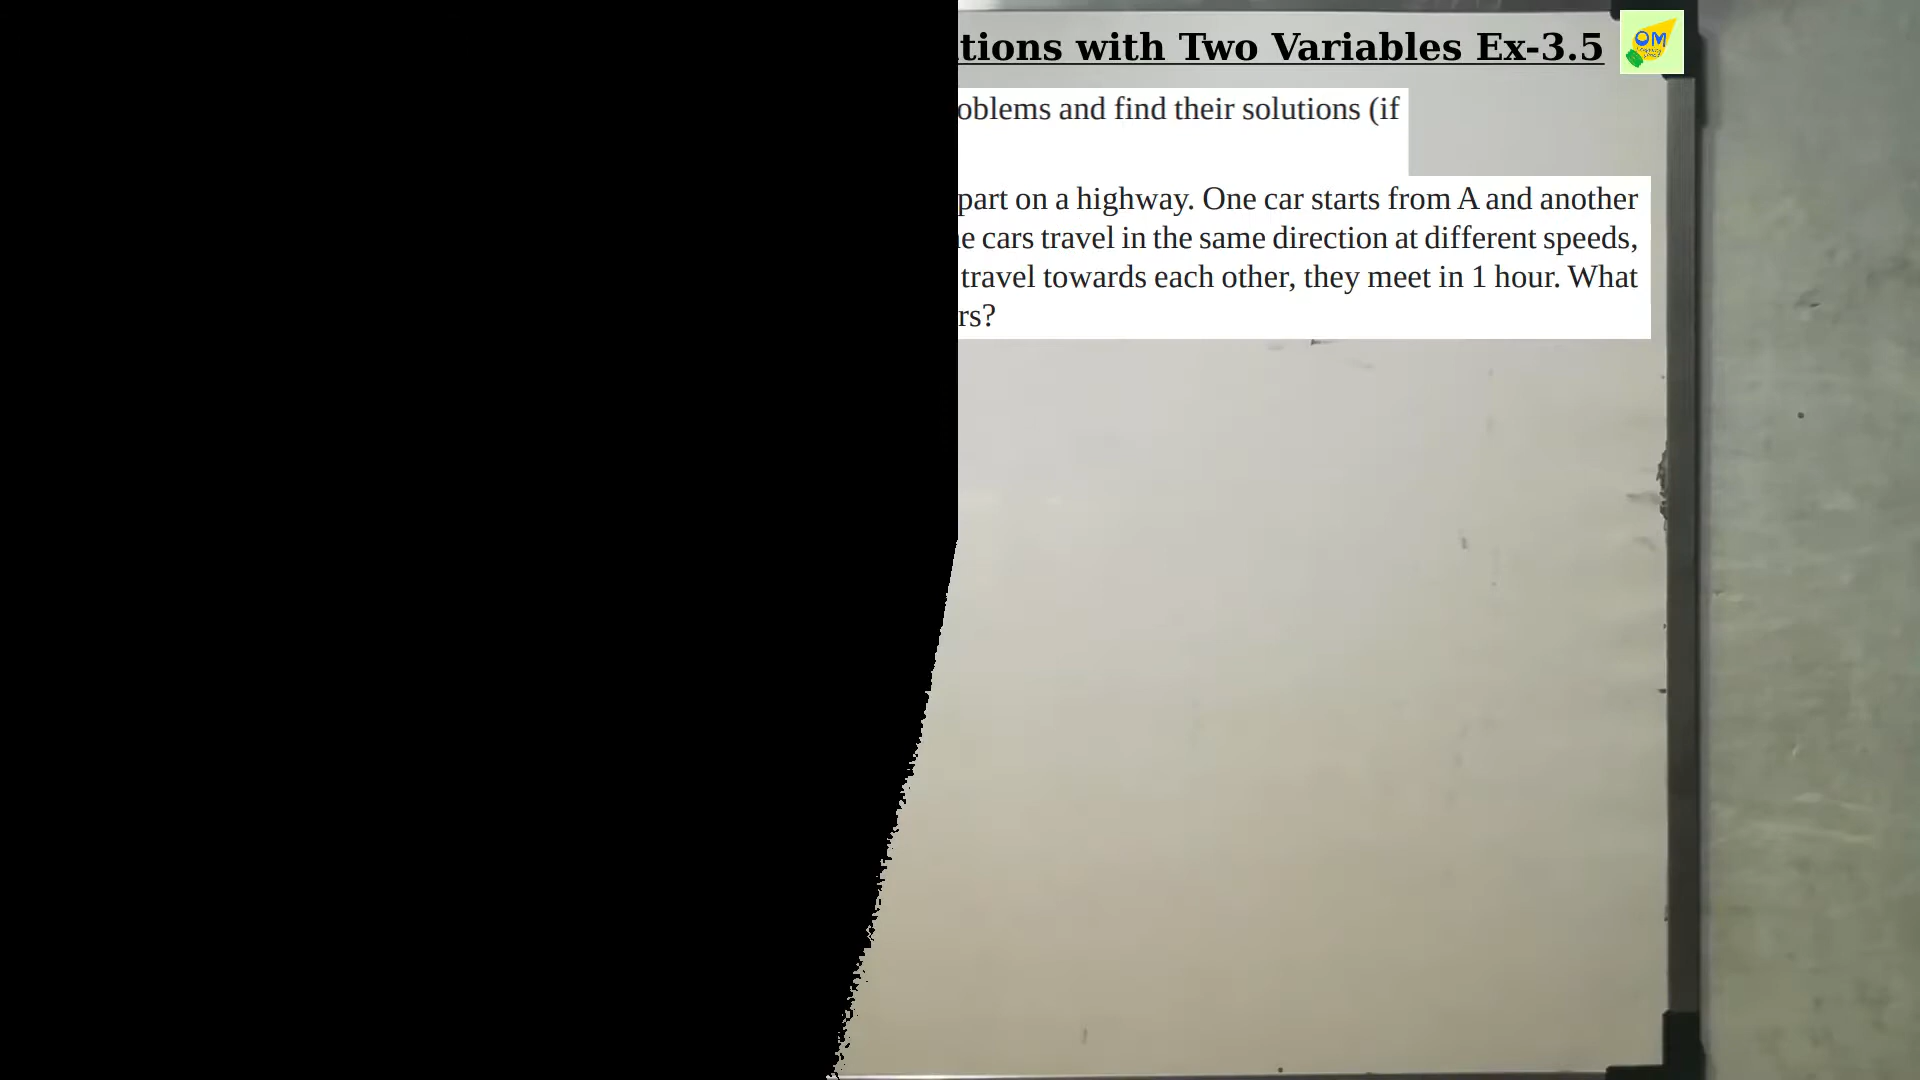 tions with Two Variables Ex-3.5
OM
oblems and find their solutions (if
part on a highway. One car starts from A and another
e cars travel in the same direction at different speeds,
travel towards each other, they meet in 1 hour. What
rs?